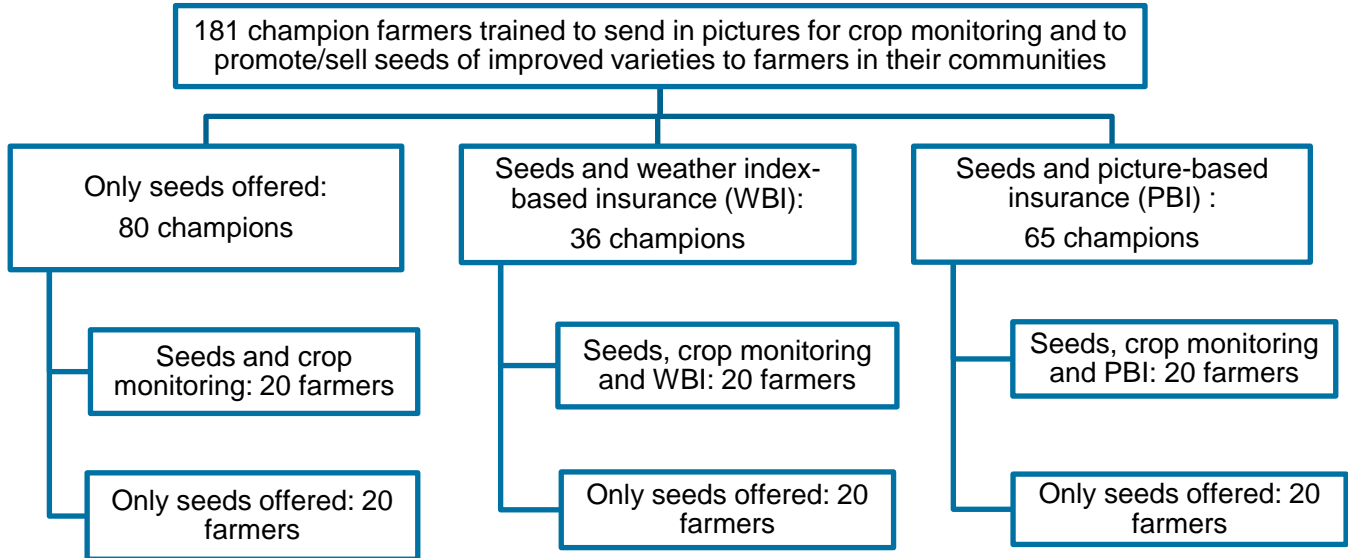 181 champion farmers trained to send in pictures for crop monitoring and to
promote/sell seeds of improved varieties to farmers in their communities
Only seeds offered:
80 champions
Seeds and weather index-
based insurance (WBI):
36 champions
Seeds and picture-based
insurance (PBI) :
65 champions
Seeds and crop
monitoring: 20 farmers
Seeds, crop monitoring
and WBI: 20 farmers
Seeds, crop monitoring
and PBI: 20 farmers
Only seeds offered: 20
farmers
Only seeds offered: 20
farmers
Only seeds offered: 20
farmers